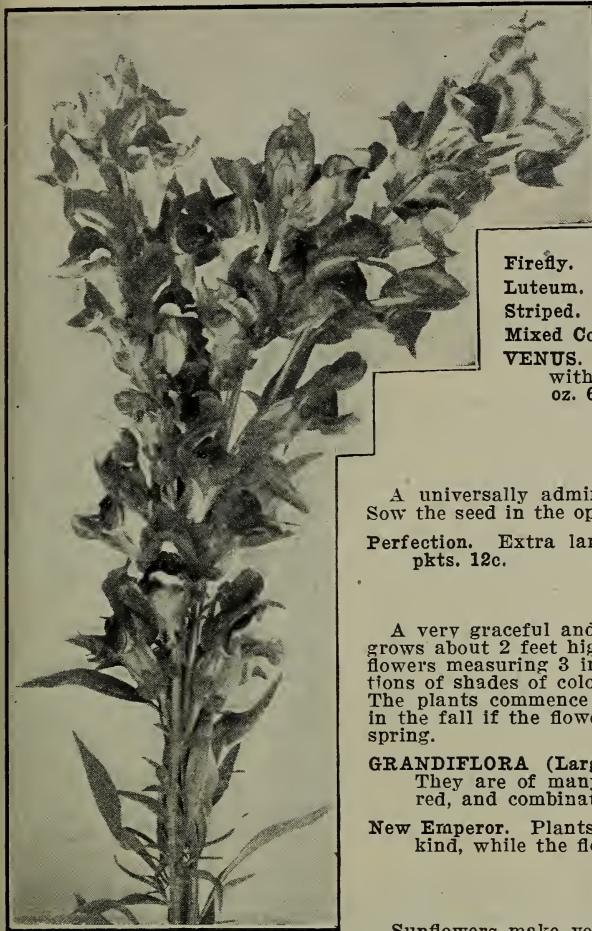 Firefly.
Luteum.
Striped.
Mixed Co
VENUS.
with
oz. 6
A universally admir
Sow the seed in the op
Perfection. Extra lar
pkts. 12c.
A very graceful and
grows about 2 feet hig
flowers measuring 3 in
tions of shades of colo
The plants commence
in the fall if the flowe
spring.
GRANDIFLORA (Larg
They are of many
red, and combinat
New Emperor. Plants
kind, while the flo
Sunflowers make ve